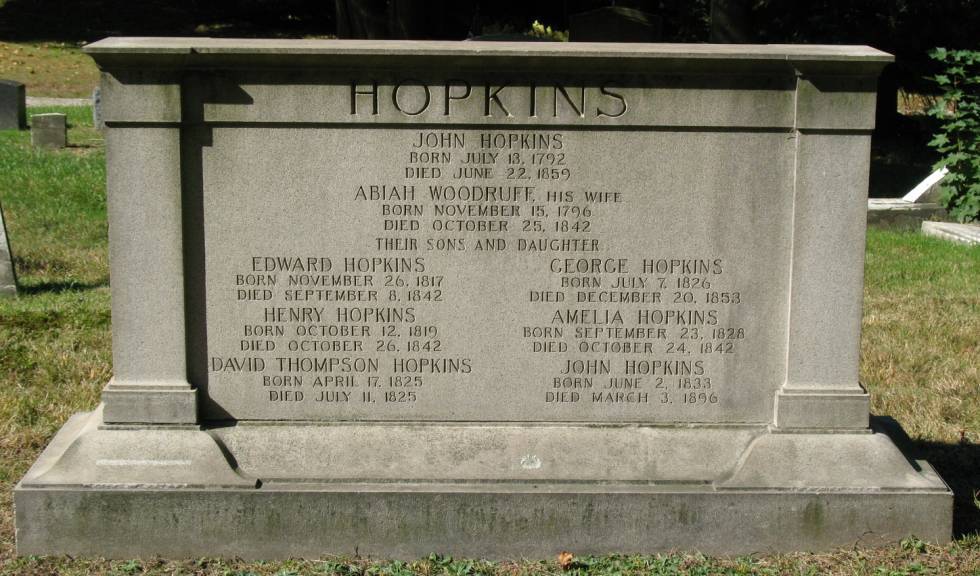 HOPKINS
JOHN HOPKINS
BORN JULY 13, 1792
DIED JUNE 22, 1859
ABIAH WOODRUFF, HIS WIFE
BORN NOVEMBER 15, 1796
DIED OCTOBER 25, 1842
THEIR SONS AND DAUGHTER
EDWARD HOPKINS
BORN NOVEMBER 26, 1817
DIED SEPTEMBER 8, 1842
HENRY HOPKINS
BORN OCTOBER 12, 1819
DIED OCTOBER 26, 1842
DAVID THOMPSON HOPKINS
BORN APRIL 17, 1825
DIED JULY 11, 1825
GEORGE HOPKINS
BORN JULY 7, 1826
DIED DECEMBER 20, 1853
AMELIA HOPKINS
BORN SEPTEMBER 23, 1828
DIED OCTOBER 24, 1842
JOHN HOPKINS
BORN JUNE 2, 1833
DIED MARCH 3, 1896